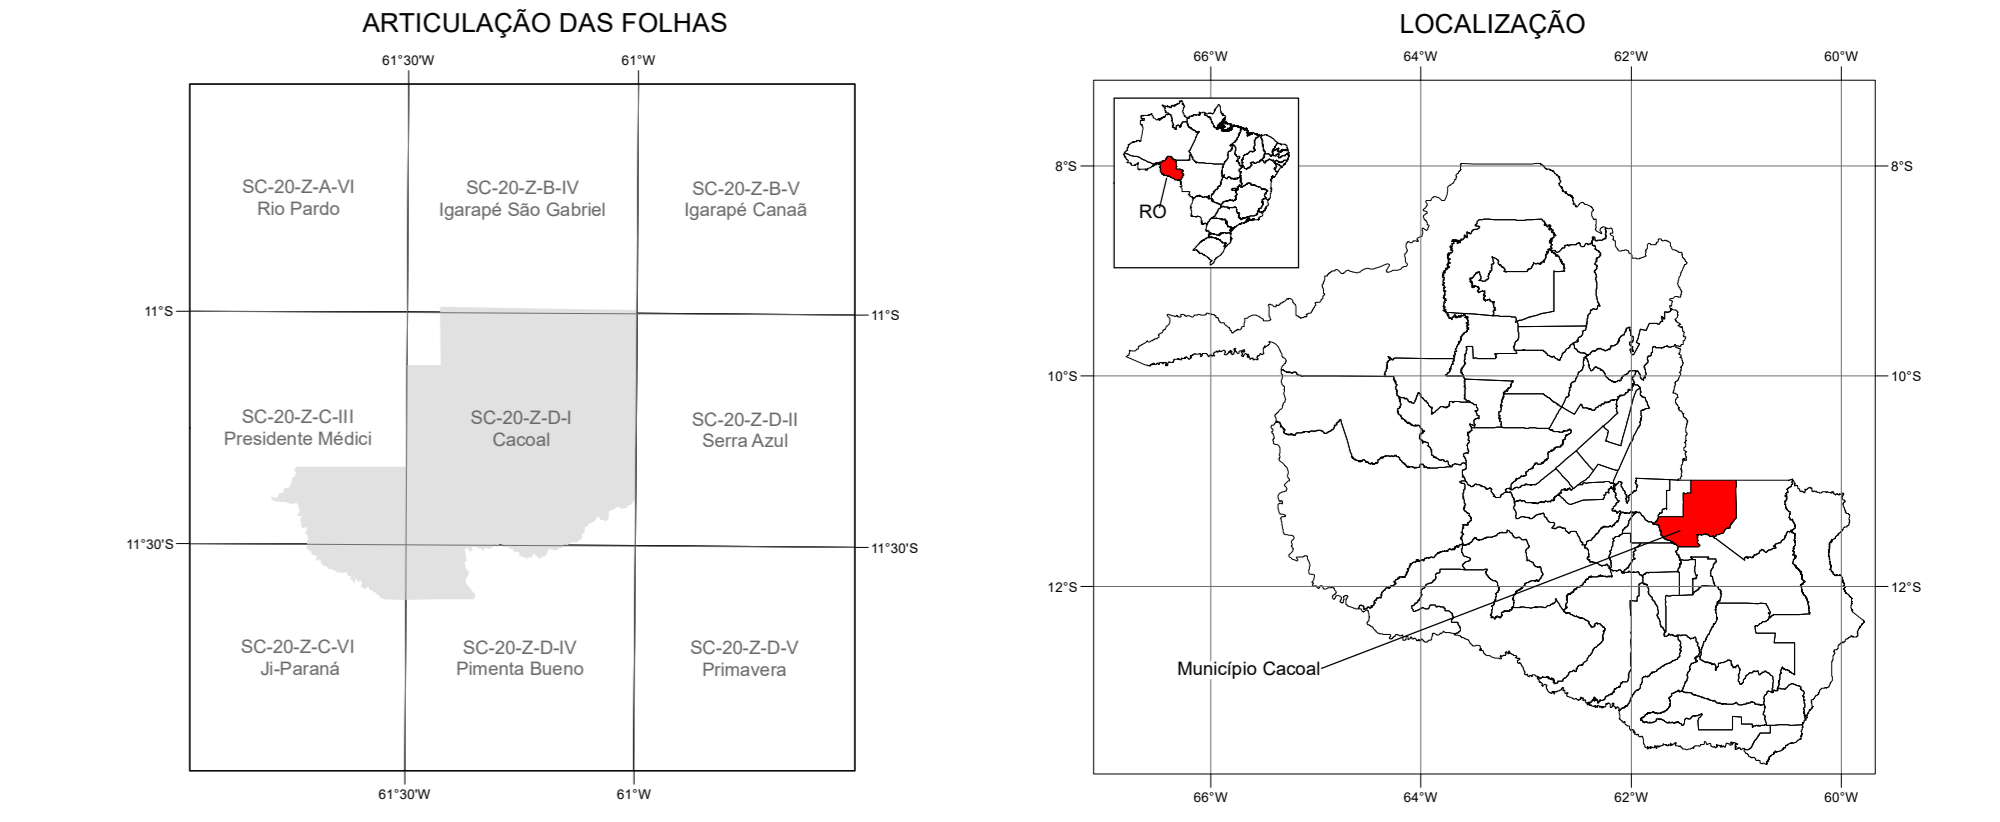 ARTICULAÇÃO DAS FOLHAS
61°30'W
61°W
SC-20-Z-A-VI
Rio Pardo
SC-20-Z-B-IV
Igarapé São Gabriel
SC-20-Z-B-V
Igarapé Canaã
11°S
11°S
SC-20-Z-C-III
Presidente Médici
SC-20-Z-D-I
Cacoal
SC-20-Z-D-II
Serra Azul
11°30'S
11°30'S
SC-20-Z-C-VI
Ji-Paraná
SC-20-Z-D-IV
Pimenta Bueno
SC-20-Z-D-V
Primavera
61°30'W
61°W
LOCALIZAÇÃO
66°W
64°W
62°W
60°W
8°S
8°S
RO
10°S
10°S
12°S
12°S
Município Cacoal
66°W
64°W
62°W
60°W